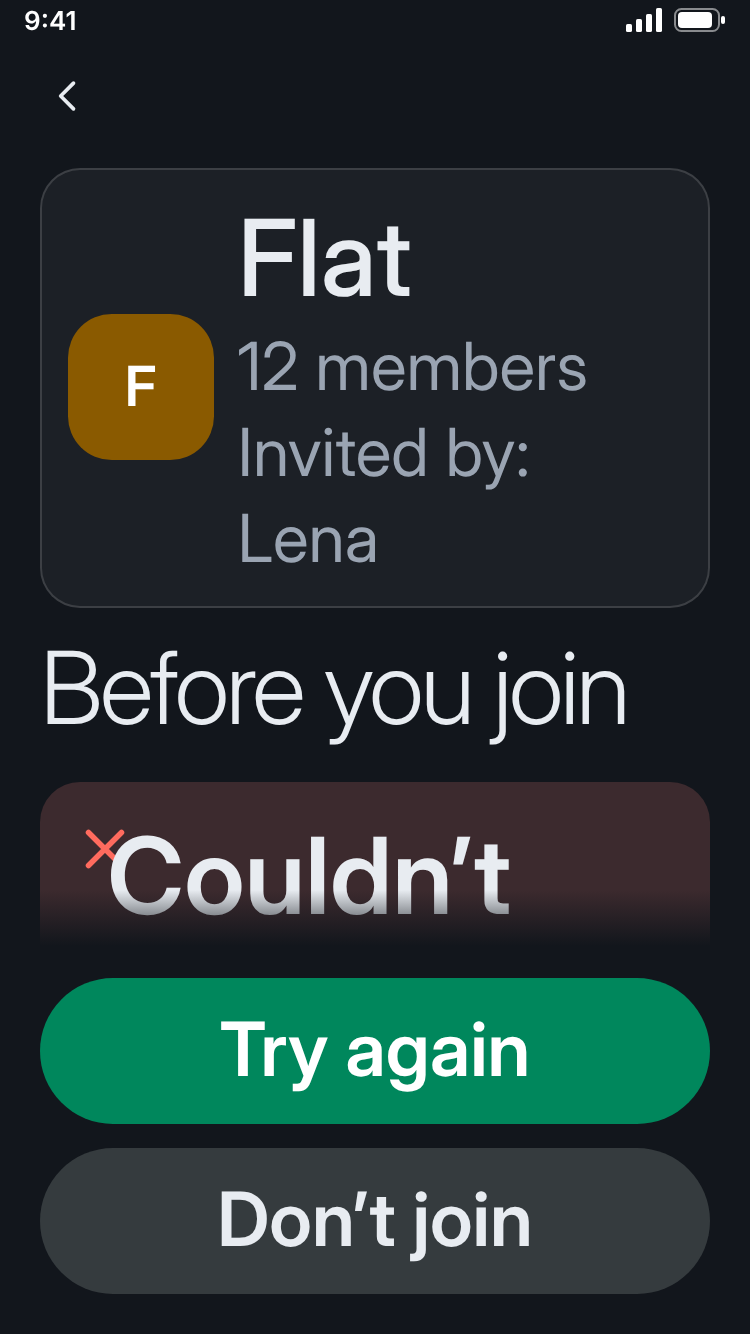 9:41
Flat
F
12 members
Invited by:
Lena
Before you join
Couldn’t
Try again
Don’t join